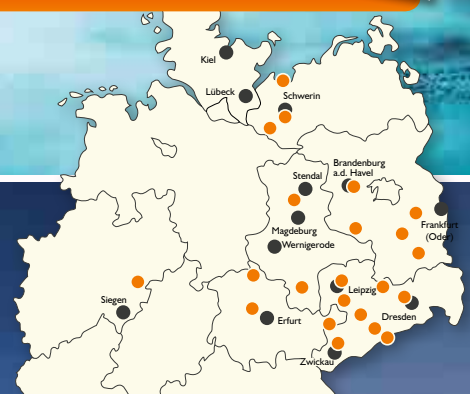 Kiel
Lübeck
Schwerin
Brandenburg
a.d. Havel
Stendal
Magdeburg
Wernigerode
Frankfurt
(Oder)
Leipzig
Siegen
Erfurt
Dresden
Zwickau